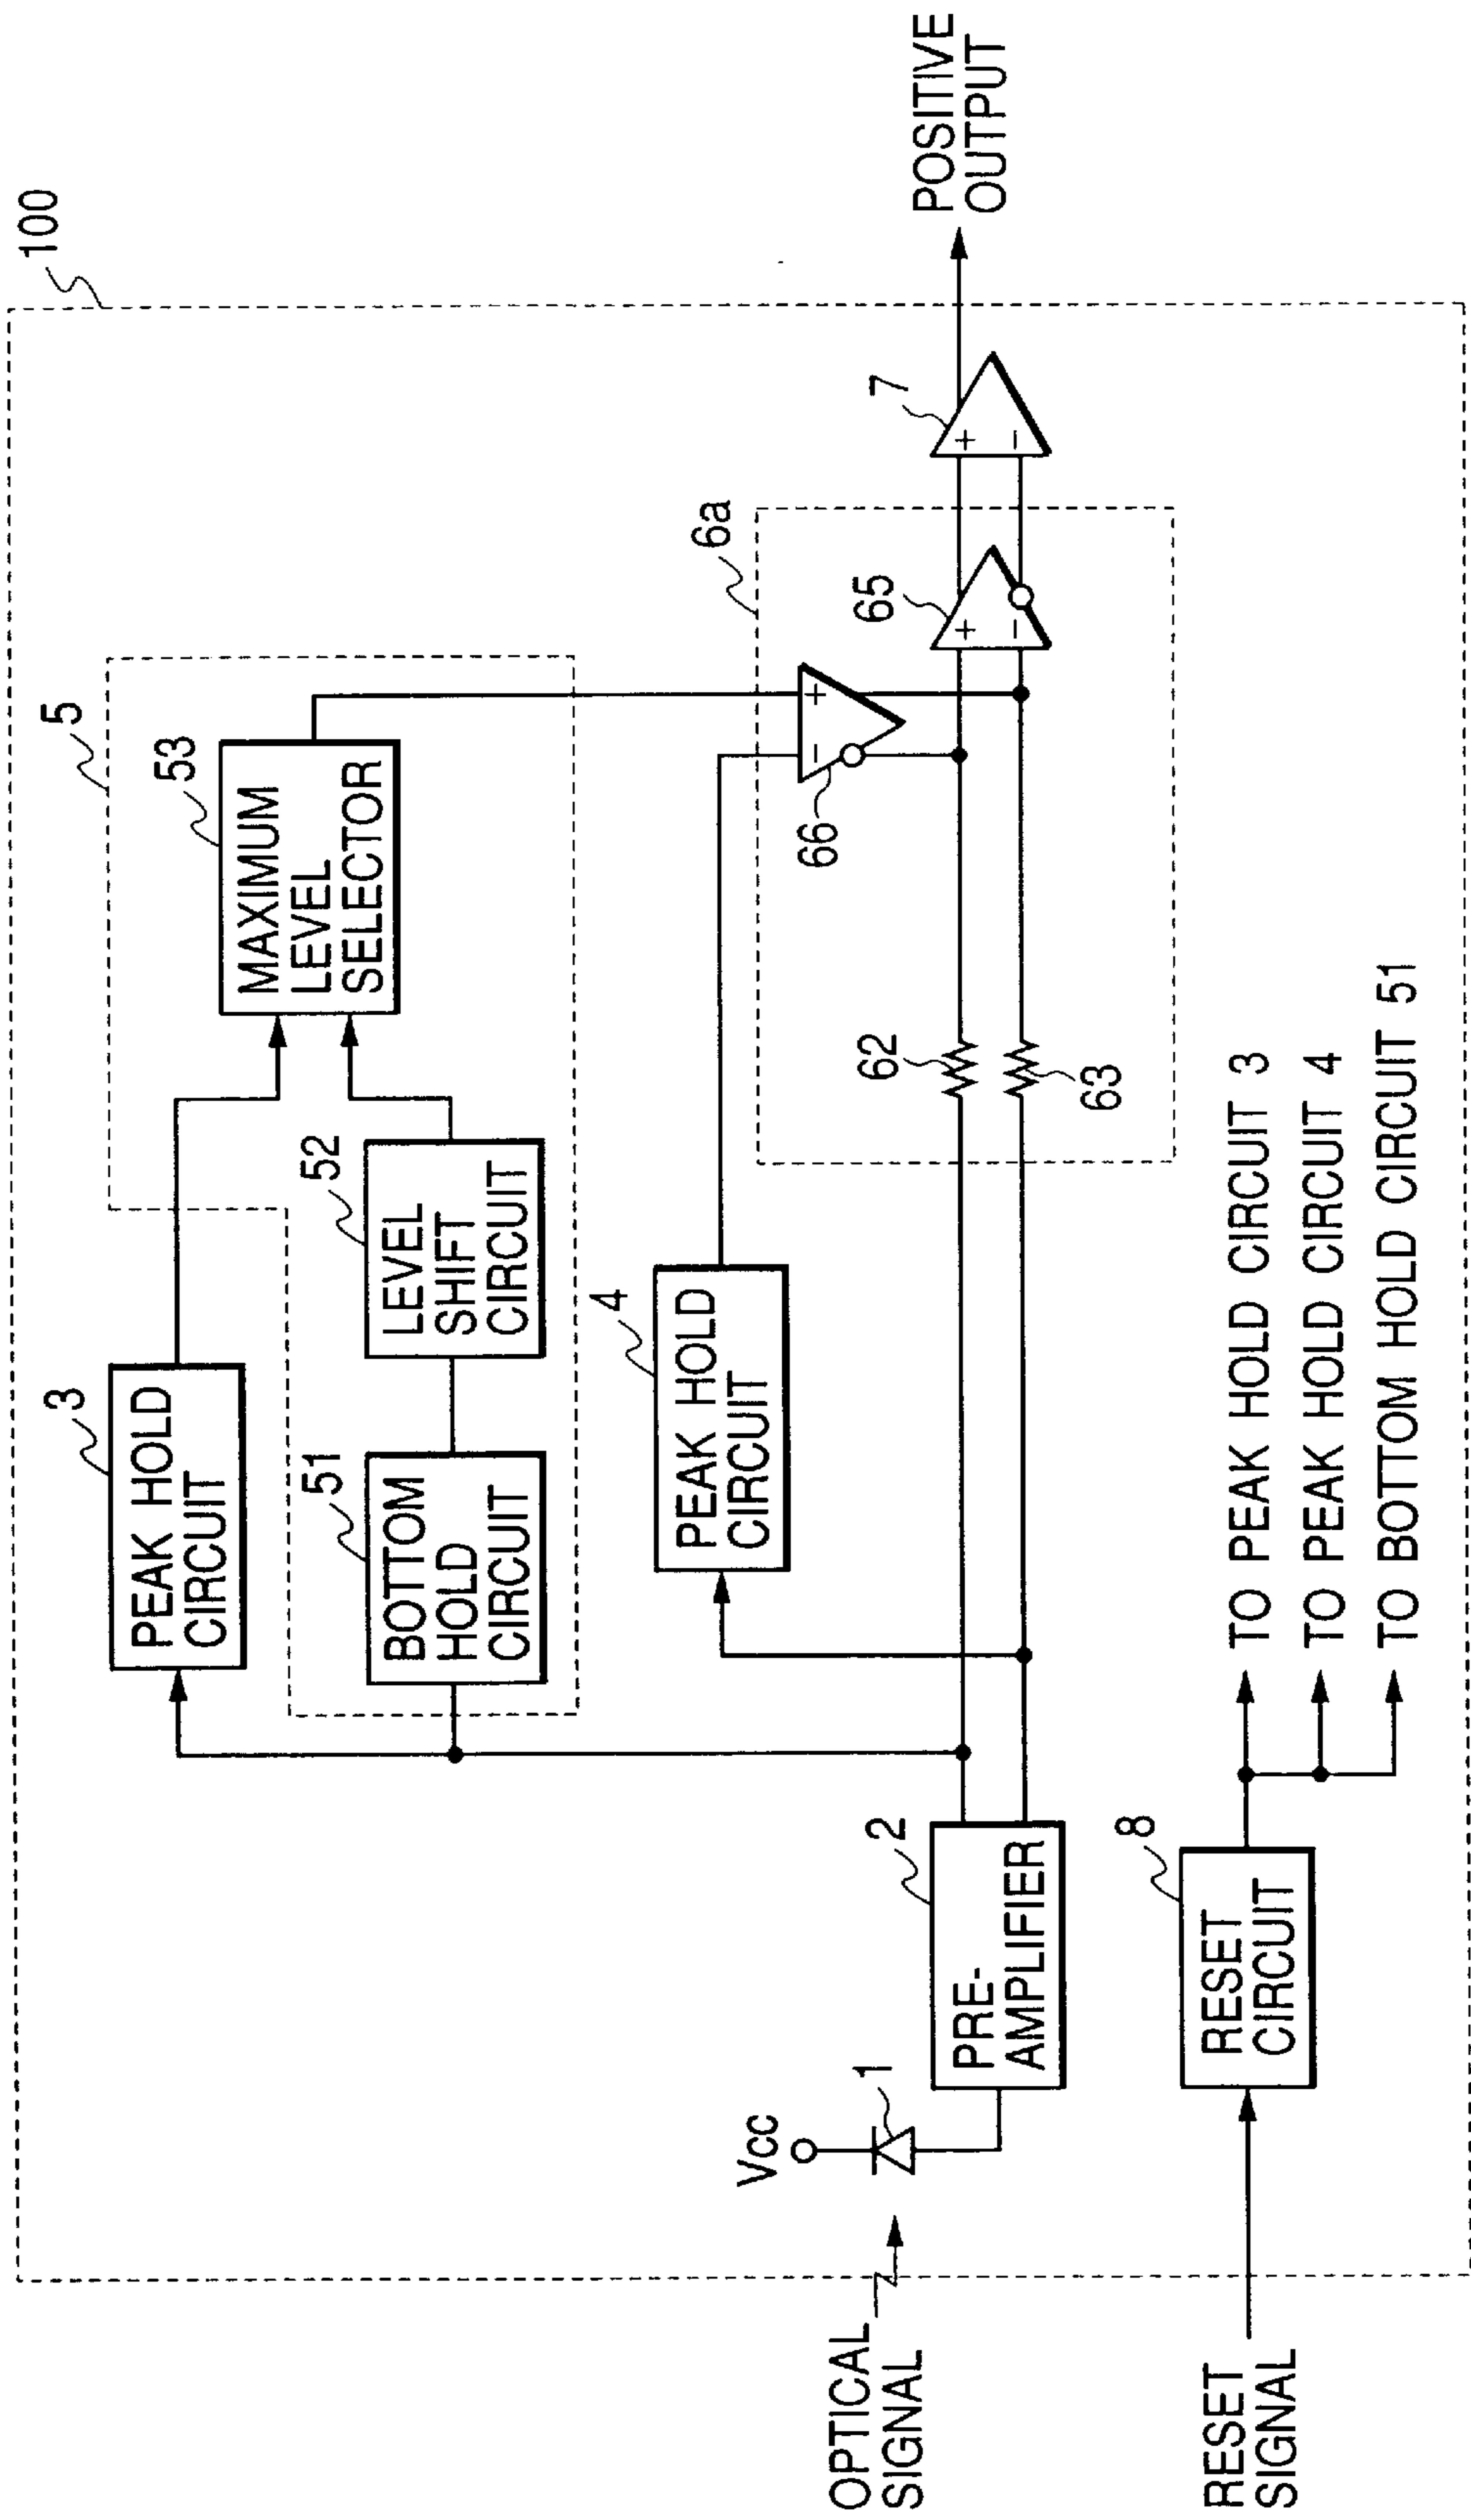 100
5
53
MAXIMUM
LEVEL
SELECTOR
3
PEAK HOLD
CIRCUIT
52
LEVEL
SHIFT
CIRCUIT
51
BOTTOM
HOLD
CIRCUIT
4
PEAK HOLD
CIRCUIT
6a
66
+
−
65
+
−
7
+
−
POSITIVE
OUTPUT
62
63
Vcc
1
OPTICAL
SIGNAL
2
PRE-
AMPLIFIER
8
RESET
CIRCUIT
RESET
SIGNAL
TO PEAK HOLD CIRCUIT 3
TO PEAK HOLD CIRCUIT 4
TO BOTTOM HOLD CIRCUIT 51